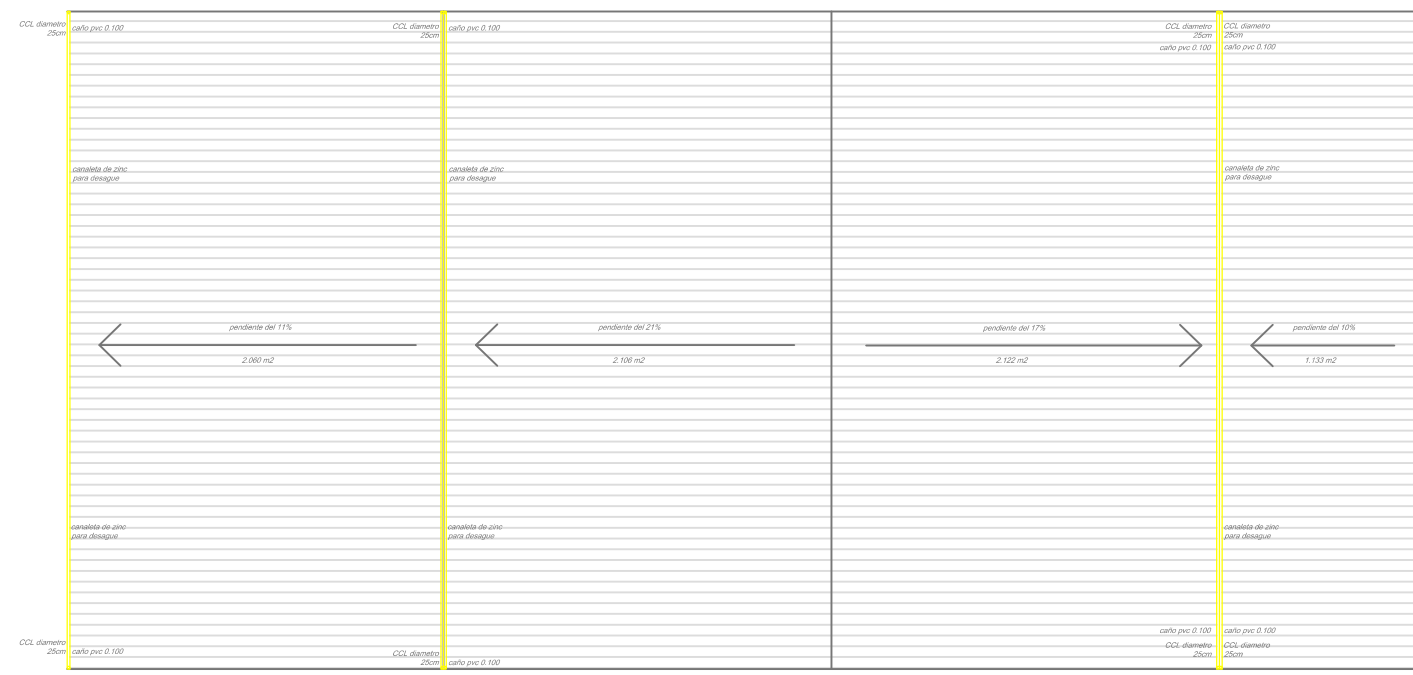 CCL diametro
25cm
caño pvc 0.100
CCL diametro
25cm
caño pvc 0.100
CCL diametro
25cm
CCL diametro
25cm
caño pvc 0.100
caño pvc 0.100
canaleta de zinc
para desague
canaleta de zinc
para desague
canaleta de zinc
para desague
pendiente del 11%
pendiente del 21%
pendiente del 17%
pendiente del 10%
2.060 m2
2.106 m2
2.122 m2
1.133 m2
canaleta de zinc
para desague
canaleta de zinc
para desague
canaleta de zinc
para desague
caño pvc 0.100
caño pvc 0.100
CCL diametro
25cm
caño pvc 0.100
CCL diametro
25cm
caño pvc 0.100
CCL diametro
25cm
CCL diametro
25cm